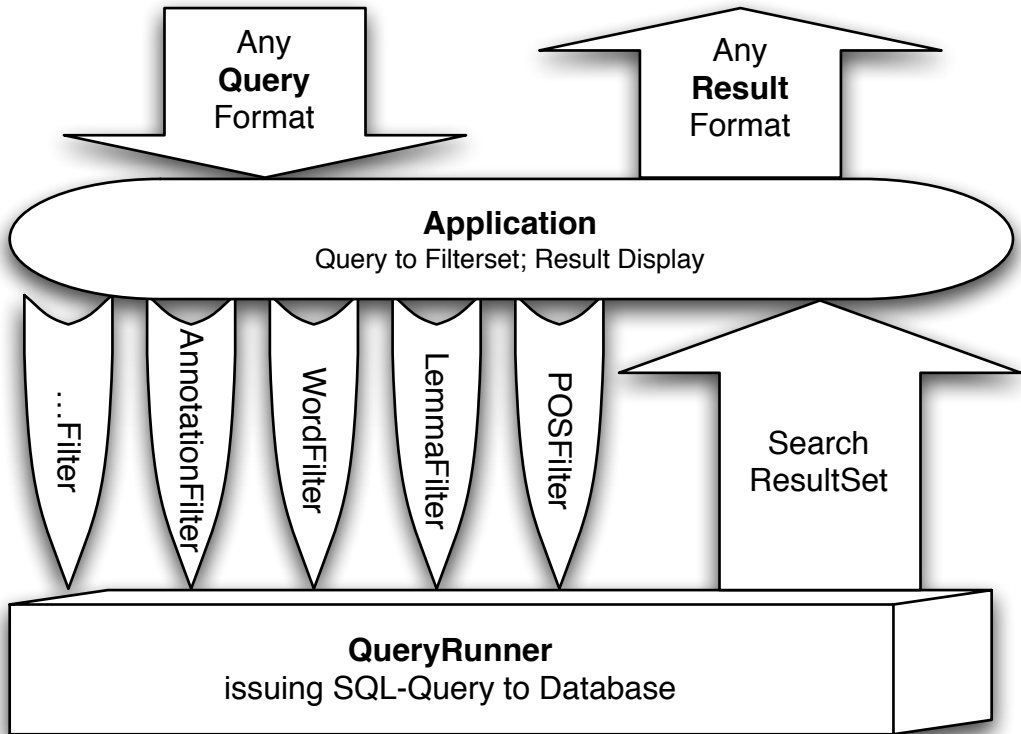 Any
Query
Format
Any
Result
Format
Application
Query to Filterset; Result Display
....Filter
AnnotationFilter
WordFilter
LemmaFilter
POSFilter
Search
ResultSet
QueryRunner
issuing SQL-Query to Database